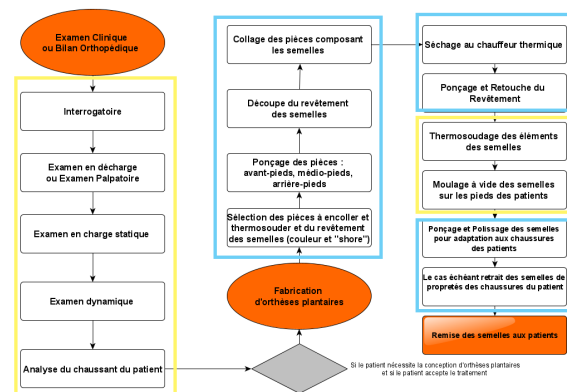 Examen Clinique
ou Bilan Orthopédique
Interrogatoire
Examen en décharge
ou Examen Palpatoire
Examen en charge statique
Examen dynamique
Analyse du chaussant du patient
Si le patient nécessite la conception d'orthèses plantaires
et si le patient accepte le traitement
Fabrication
d'orthèses plantaires
Sélection des pièces à encoller et
thermosouder et du revêtement
des semelles (couleur et "shore")
Ponçage des pièces :
avant-pieds, médio-pieds,
arrière-pieds
Découpe du revêtement
des semelles
Collage des pièces composant
les semelles
Séchage au chauffeur thermique
Ponçage et Retouche du
Revêtement
Thermosoudage des éléments
des semelles
Moulage à vide des semelles
sur les pieds des patients
Ponçage et Polissage des semelles
pour adaptation aux chaussures
des patients
Le cas échéant retrait des semelles de
propretés des chaussures du patient
Remise des semelles aux patients